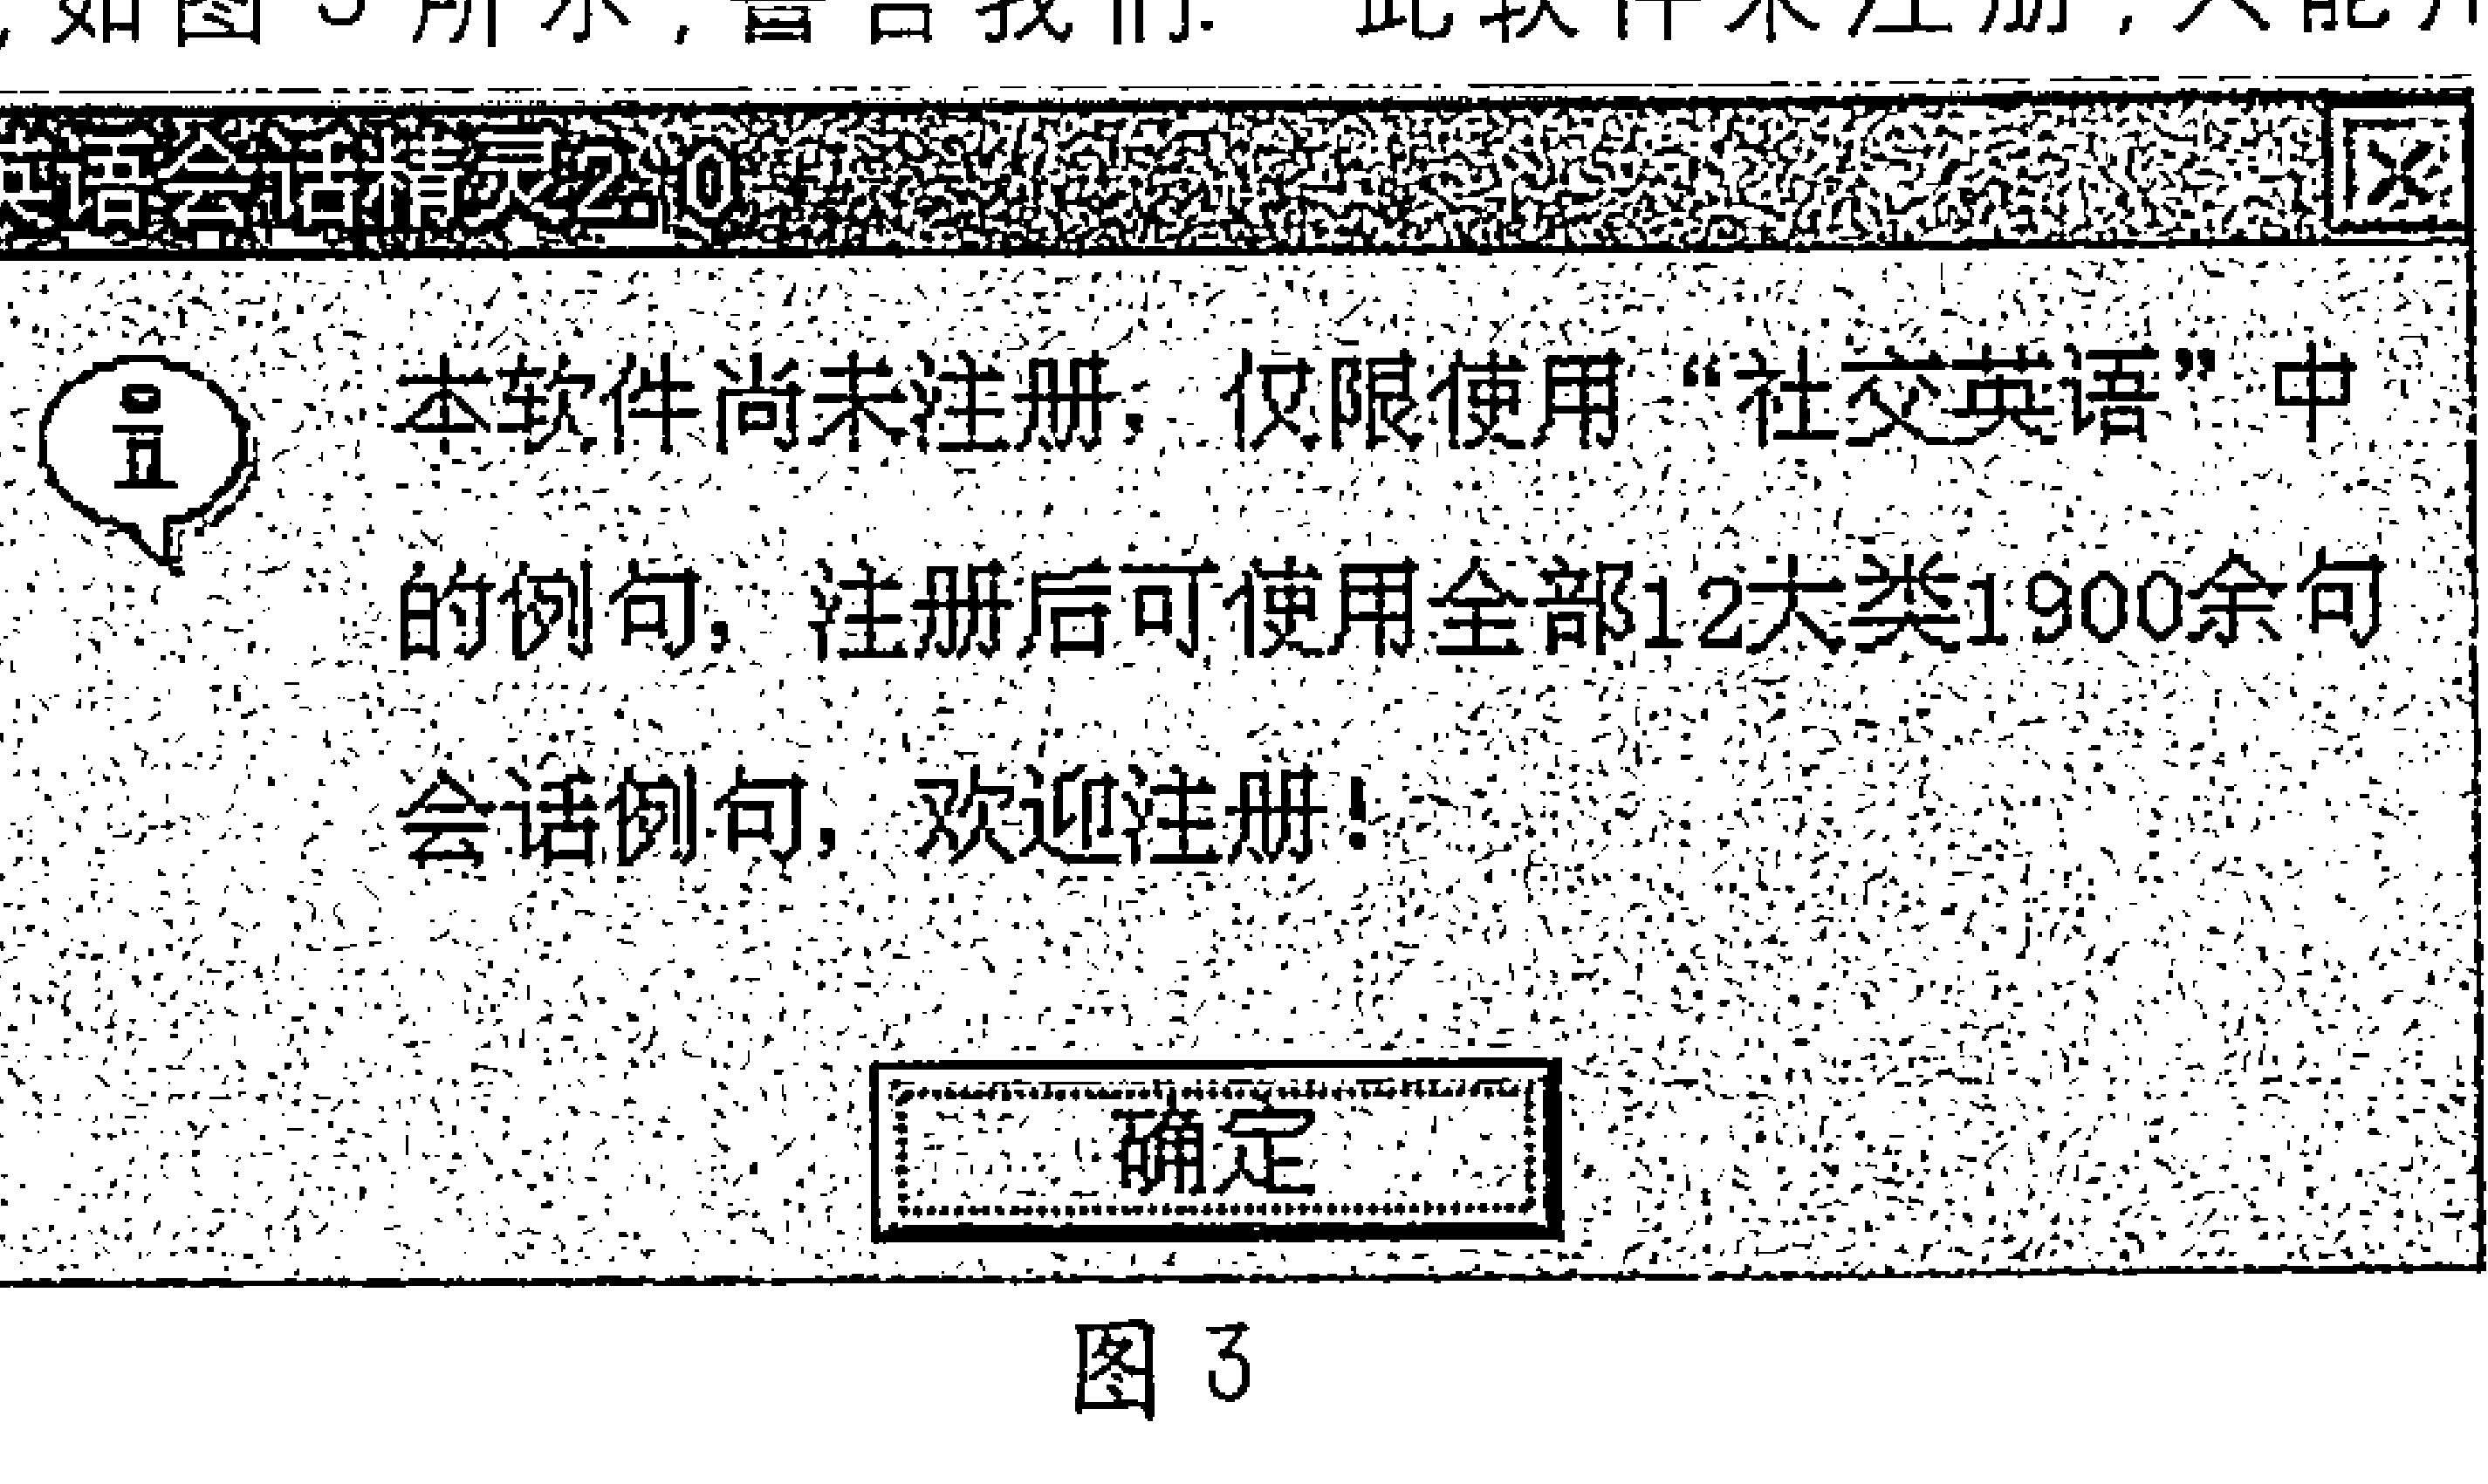 ，如图3所示，警告我们： 此软件未注册，只能
英语会话精灵2.0
本软件尚未注册，仅限使用“社交英语”中
的例句，注册后可使用全部12大类1900余句
会话例句，欢迎注册！
确定
图 3